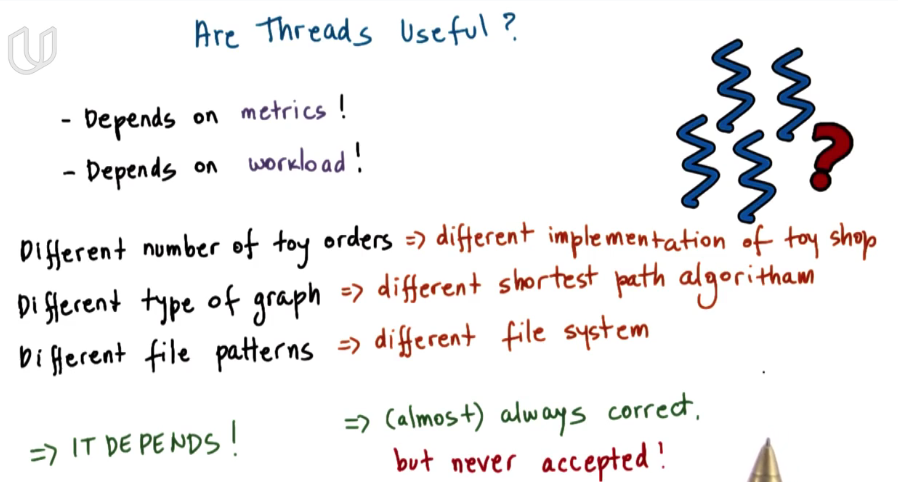 Are Threads Useful?
- Depends on metrics!
- Depends on workload!
Different number of toy orders => different implementation of toy shop
Different type of graph => different shortest path algoritham
Different file patterns => different file system
=> IT DEPENDS!
=> (almost) always correct,
but never accepted!